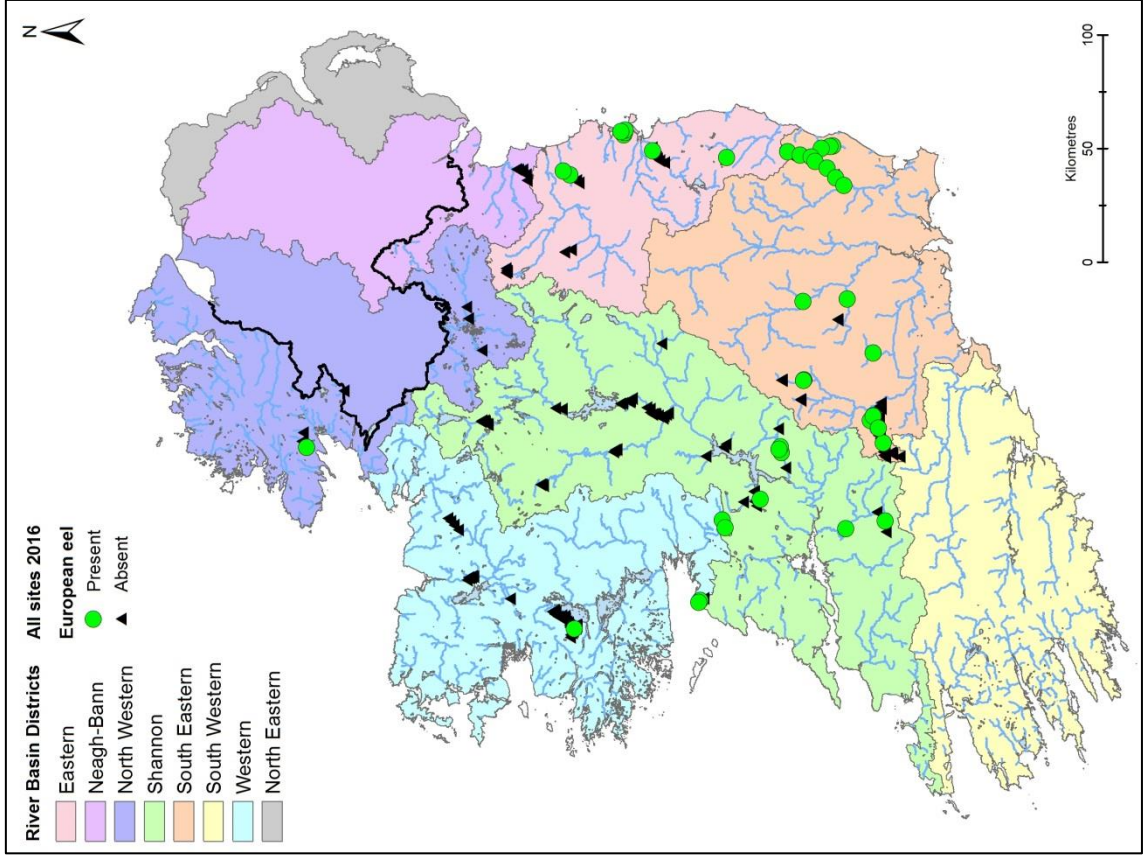 River Basin Districts
Eastern
Neagh-Bann
North Western
Shannon
South Eastern
South Western
Western
North Eastern
All sites 2016
European eel
Present
Absent
N
0 50 100
Kilometres